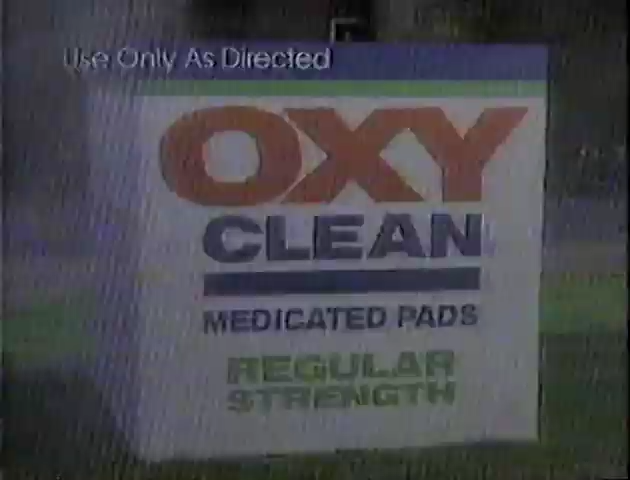 Use Only As Directed
OXY
CLEAN
MEDICATED PADS
REGULAR
STRENGTH